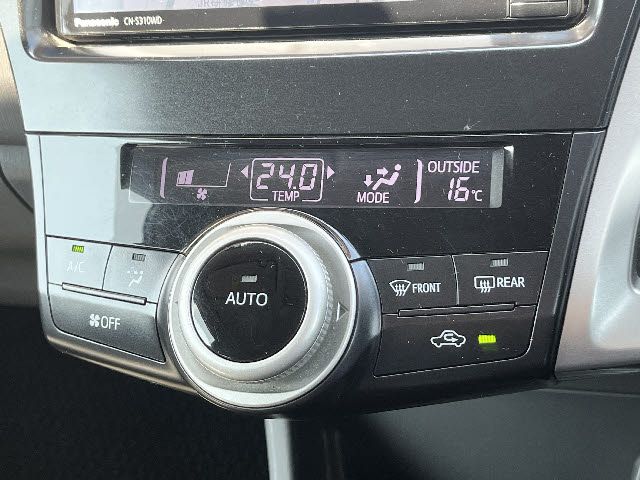 Panasonic CN-S310WD
24.0
TEMP
MODE
OUTSIDE
16°C
A/C
AUTO
FRONT
REAR
OFF